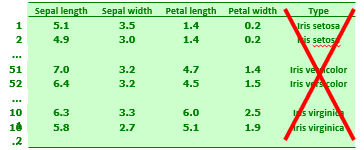 Sepal length Sepal width Petal length Petal width Type
1 5.1 3.5 1.4 0.2 Iris setosa
2 4.9 3.0 1.4 0.2 Iris setosa
...
51 7.0 3.2 4.7 1.4 Iris versicolor
52 6.4 3.2 4.5 1.5 Iris versicolor
...
10 6.3 3.3 6.0 2.5 Iris virginica
5.8 2.7 5.1 1.9 Iris virginica
.2